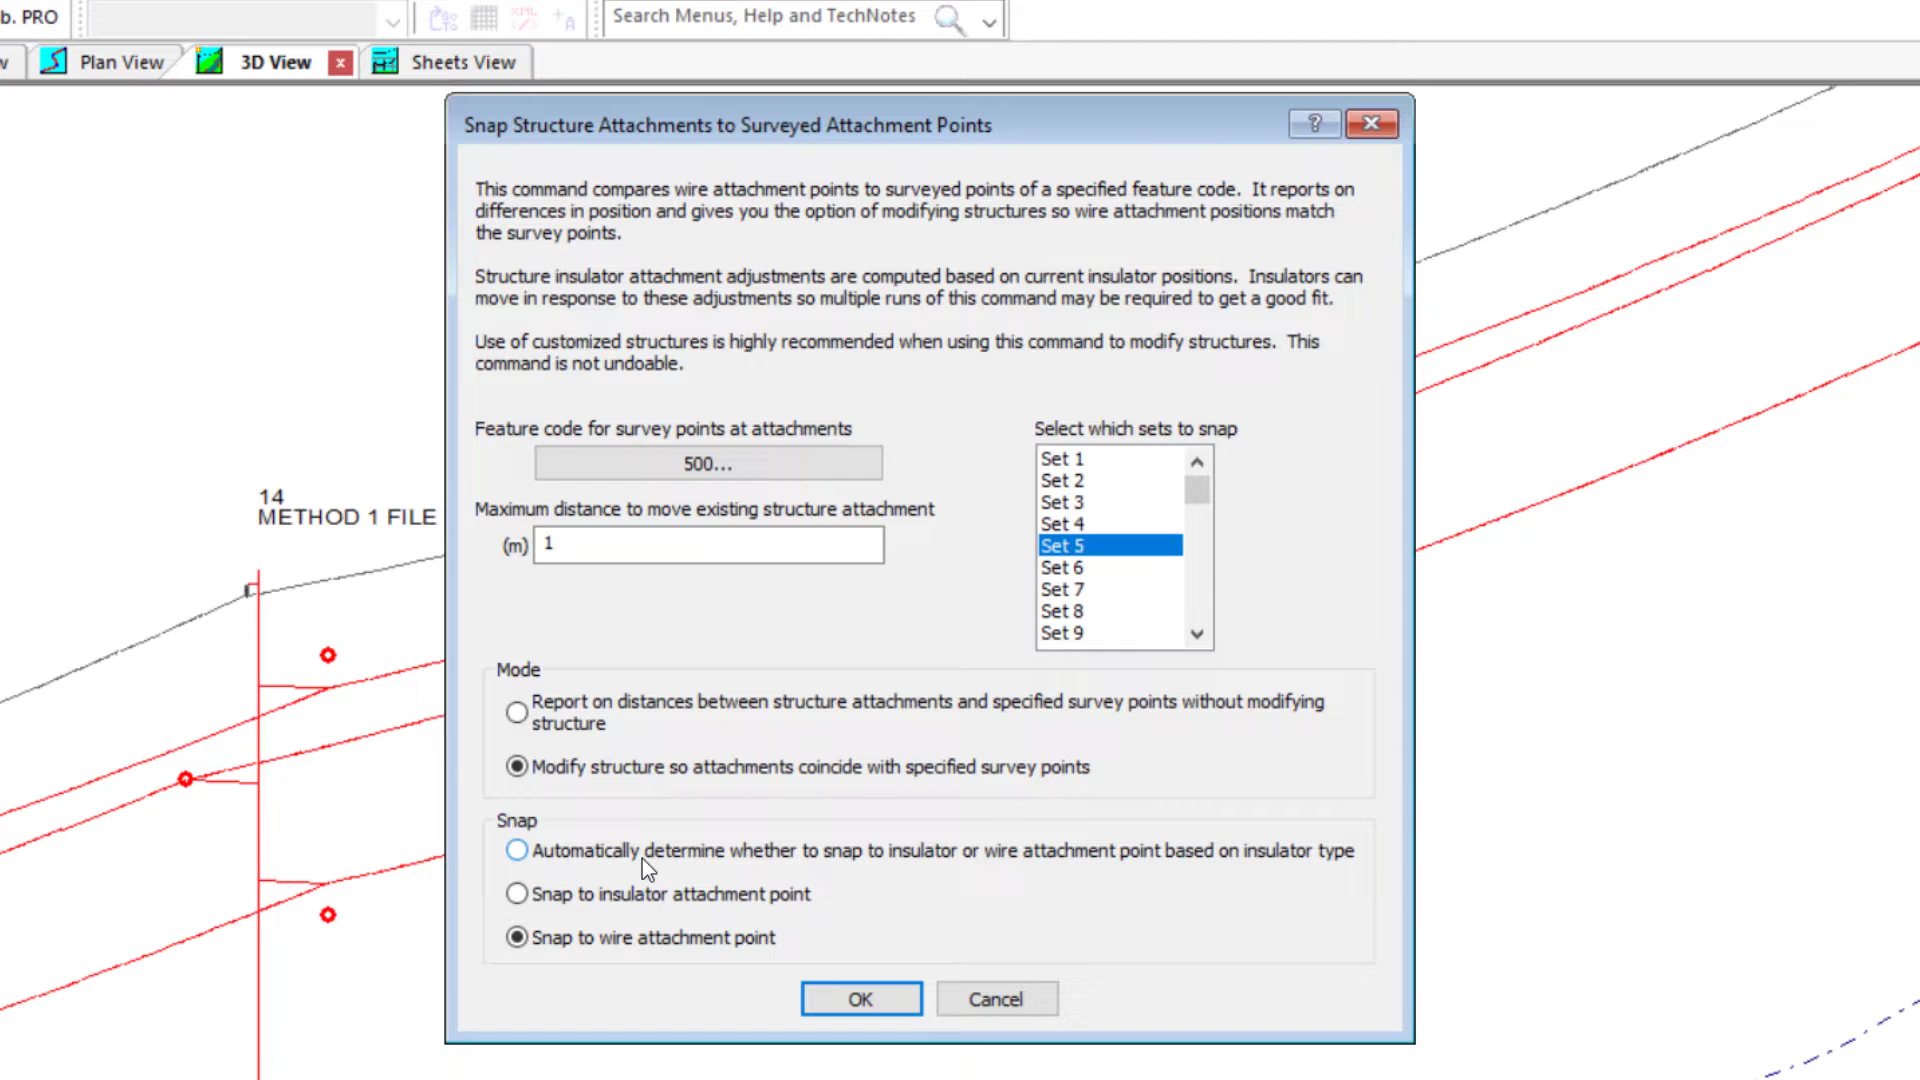 b. PRO
Search Menus, Help and TechNotes
Plan View
3D View
x
Sheets View
Snap Structure Attachments to Surveyed Attachment Points
?
This command compares wire attachment points to surveyed points of a specified feature code. It reports on
differences in position and gives you the option of modifying structures so wire attachment positions match
the survey points.
Structure insulator attachment adjustments are computed based on current insulator positions. Insulators can
move in response to these adjustments so multiple runs of this command may be required to get a good fit.
Use of customized structures is highly recommended when using this command to modify structures. This
command is not undoable.
Feature code for survey points at attachments
500...
Maximum distance to move existing structure attachment
(m) 1
Select which sets to snap
Set 1
Set 2
Set 3
Set 4
Set 5
Set 6
Set 7
Set 8
Set 9
14
METHOD 1 FILE
Mode
Report on distances between structure attachments and specified survey points without modifying
structure
Modify structure so attachments coincide with specified survey points
Snap
Automatically determine whether to snap to insulator or wire attachment point based on insulator type
Snap to insulator attachment point
Snap to wire attachment point
OK
Cancel